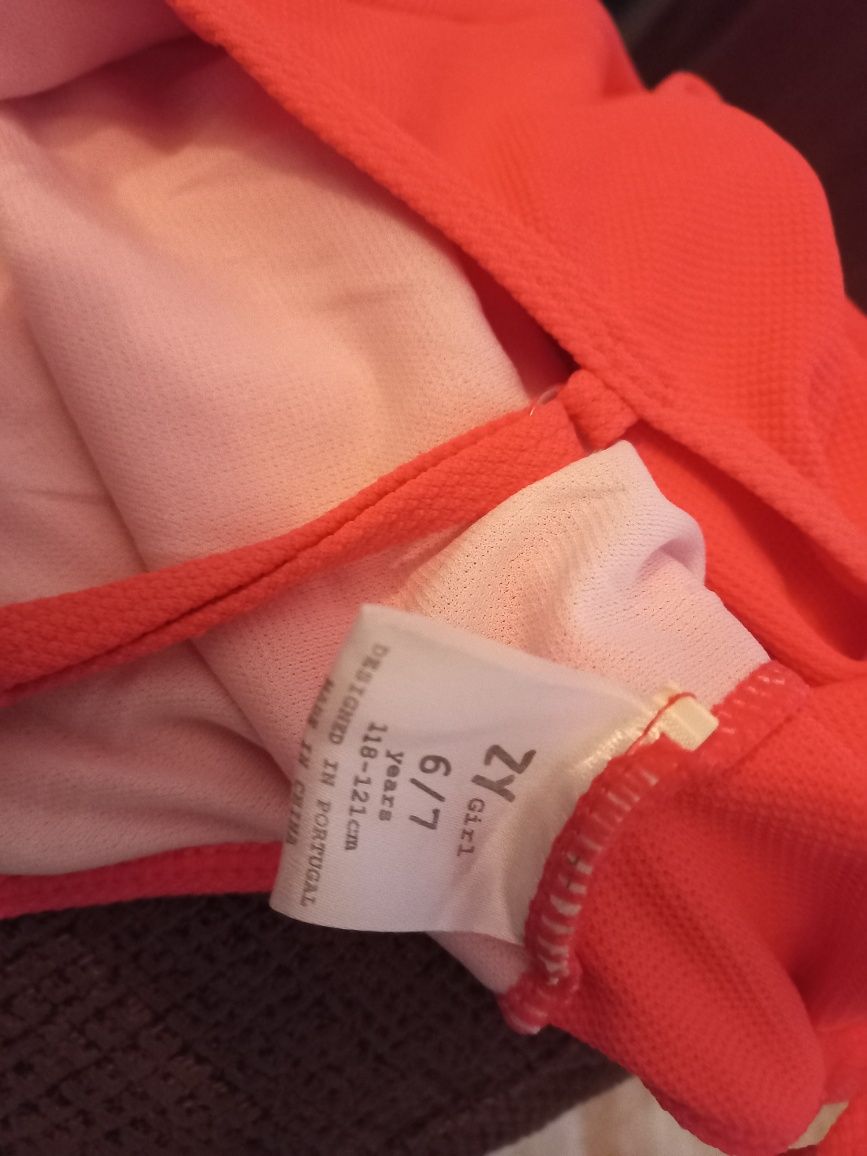 ZY Girl
6/7
years
118-121cm
DESIGNED IN PORTUGAL
MADE IN CHINA